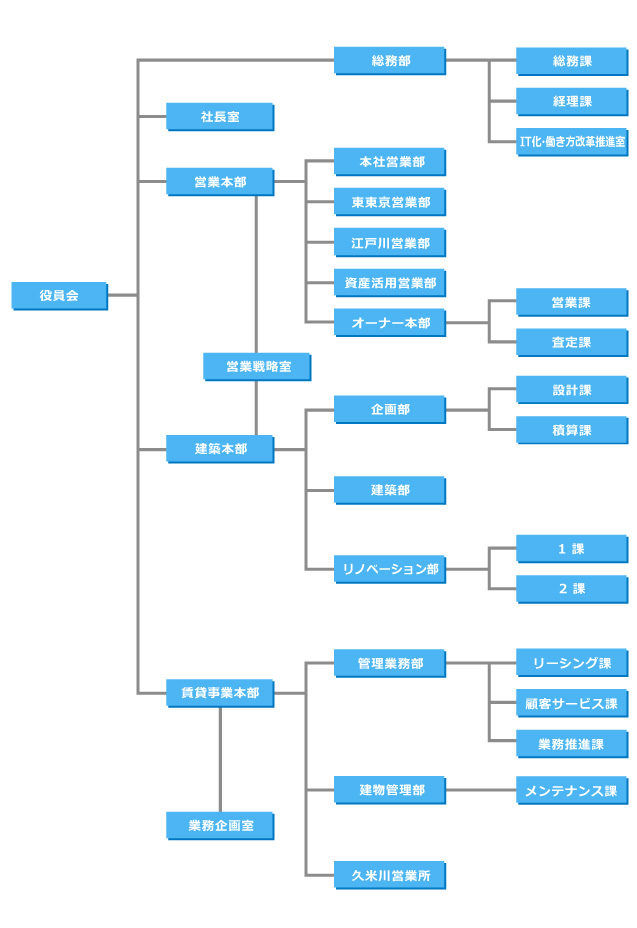 総務部
総務課
経理課
IT化・働き方改革推進室
社長室
営業本部
本社営業部
東東京営業部
江戸川営業部
資産活用営業部
オーナー本部
営業課
査定課
役員会
営業戦略室
建築本部
企画部
設計課
積算課
建築部
リノベーション部
1 課
2 課
賃貸事業本部
管理業務部
リーシング課
顧客サービス課
業務推進課
建物管理部
メンテナンス課
業務企画室
久米川営業所